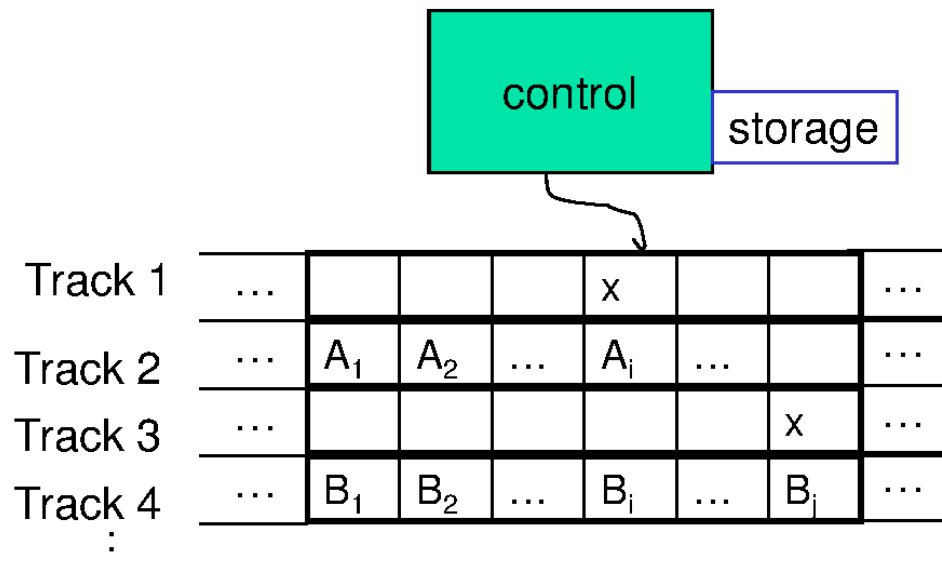 control
storage
Track 1 ... x ...
Track 2 ... A₁ A₂ ... Aᵢ ... ...
Track 3 ... x ...
Track 4 ... B₁ B₂ ... Bᵢ ... Bⱼ ...
⋮